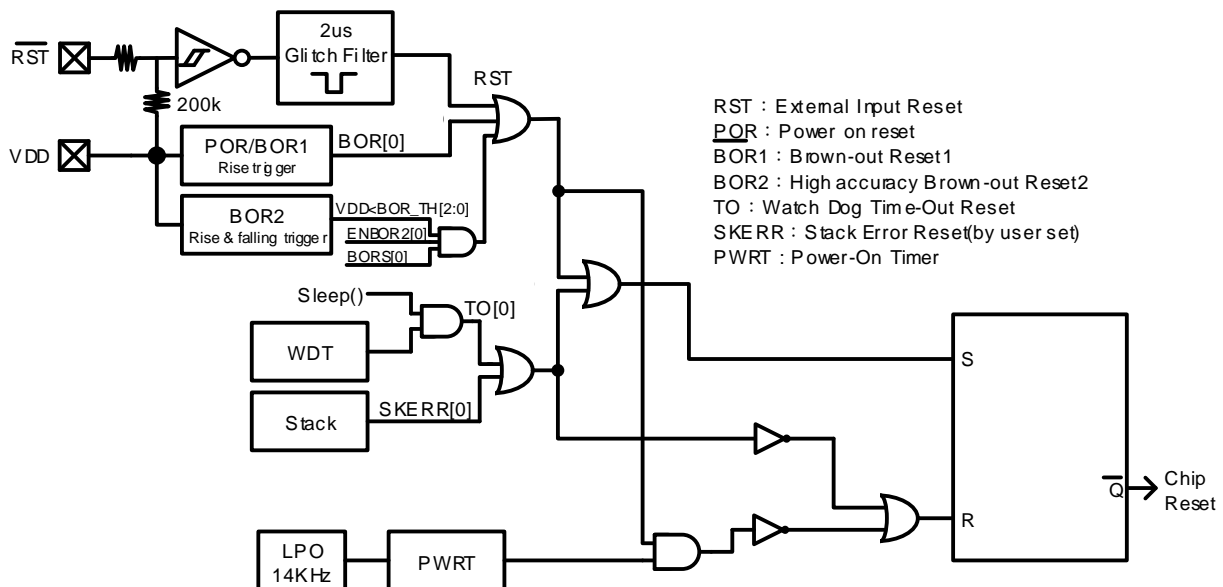 RST
VDD
2us
Glitch Filter
200k
RST
POR/BOR1
Rise trigger
BOR[0]
BOR2
Rise & falling trigger
VDD<BOR_TH[2:0]
ENBOR2[0]
BORS[0]
RST : External Input Reset
POR : Power on reset
BOR1 : Brown-out Reset1
BOR2 : High accuracy Brown-out Reset2
TO : Watch Dog Time-Out Reset
SKERR : Stack Error Reset(by user set)
PWRT : Power-On Timer
Sleep()
TO[0]
WDT
Stack
SKERR[0]
S
R
Q
Chip
Reset
LPO
14KHz
PWRT